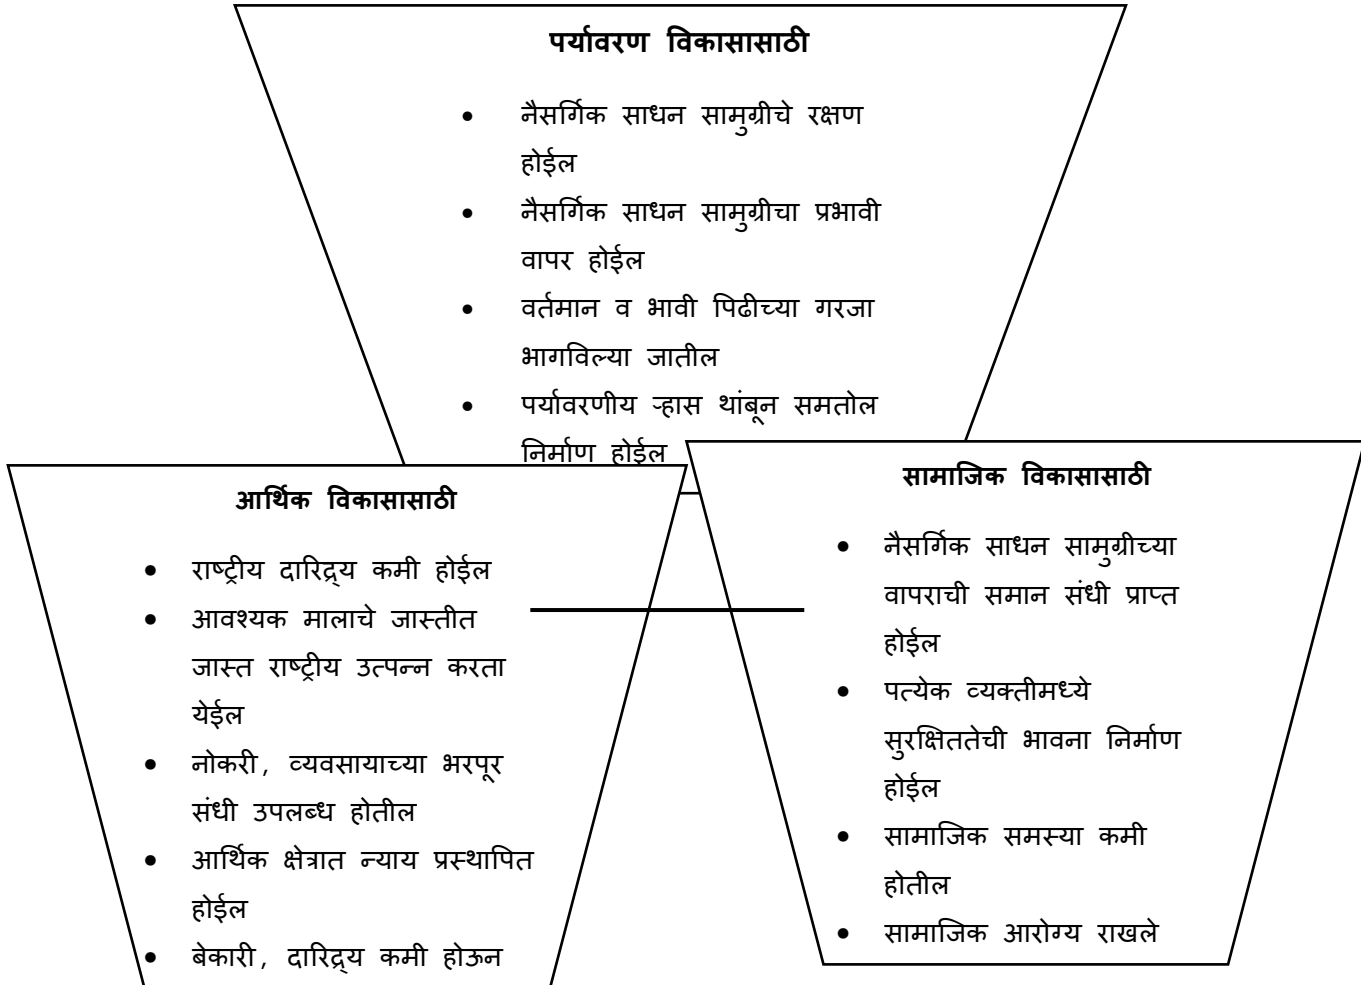 पर्यावरण विकासासाठी
• नैसर्गिक साधन सामुग्रीचे रक्षण
होईल
• नैसर्गिक साधन सामुग्रीचा प्रभावी
वापर होईल
• वर्तमान व भावी पिढीच्या गरजा
भागविल्या जातील
• पर्यावरणीय ऱ्हास थांबून समतोल
निर्माण होईल
आर्थिक विकासासाठी
• राष्ट्रीय दारिद्र्य कमी होईल
• आवश्यक मालाचे जास्तीत
जास्त राष्ट्रीय उत्पन्न करता
येईल
• नोकरी, व्यवसायाच्या भरपूर
संधी उपलब्ध होतील
• आर्थिक क्षेत्रात न्याय प्रस्थापित
होईल
• बेकारी, दारिद्र्य कमी होऊन
सामाजिक विकासासाठी
• नैसर्गिक साधन सामुग्रीच्या
वापराची समान संधी प्राप्त
होईल
• पत्येक व्यक्तीमध्ये
सुरक्षिततेची भावना निर्माण
होईल
• सामाजिक समस्या कमी
होतील
• सामाजिक आरोग्य राखले